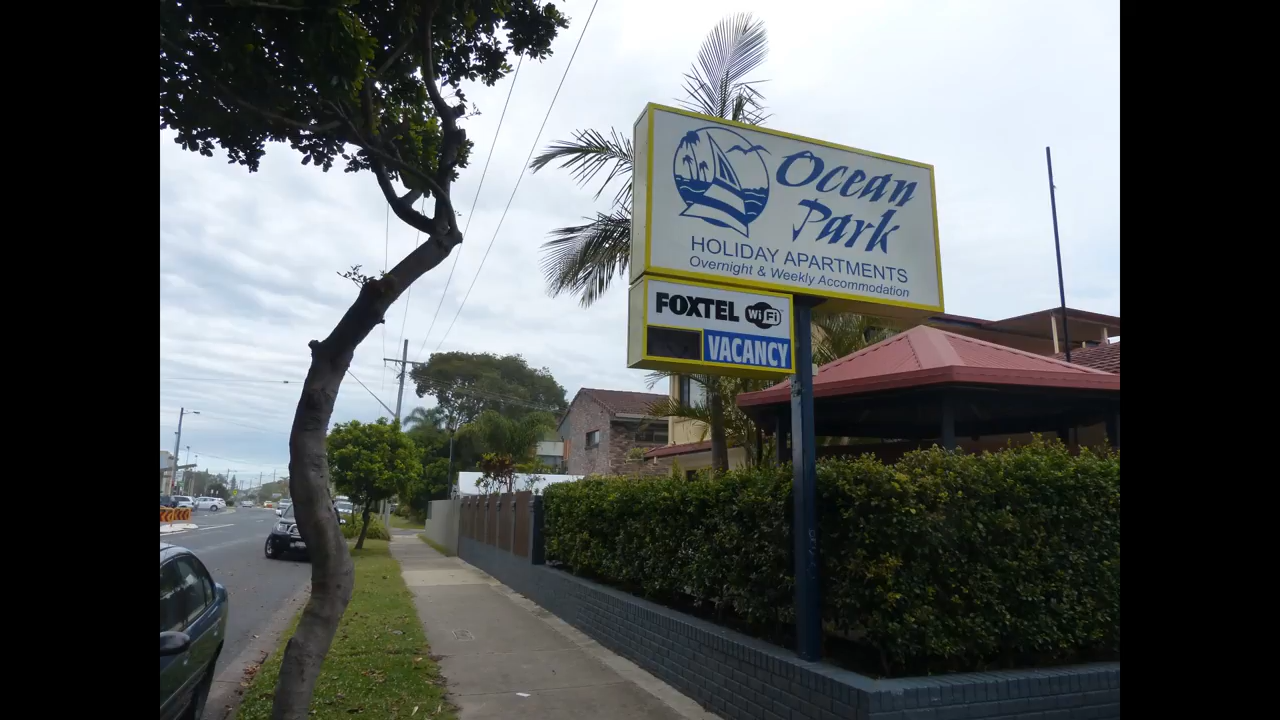 Ocean
Park
HOLIDAY APARTMENTS
Overnight & Weekly Accommodation
FOXTEL WiFi
VACANCY